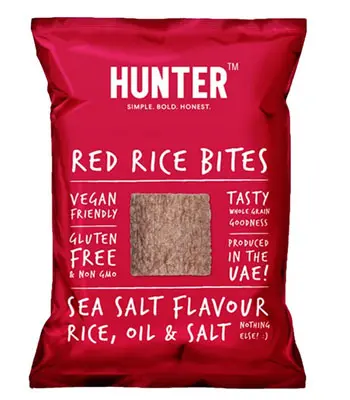 HUNTER™
SIMPLE. BOLD. HONEST.
RED RICE BITES
VEGAN
FRIENDLY
GLUTEN
FREE
& NON GMO
TASTY
WHOLE GRAIN
GOODNESS
PRODUCED
IN THE
UAE!
SEA SALT FLAVOUR
RICE, OIL & SALT NOTHING
ELSE! :)